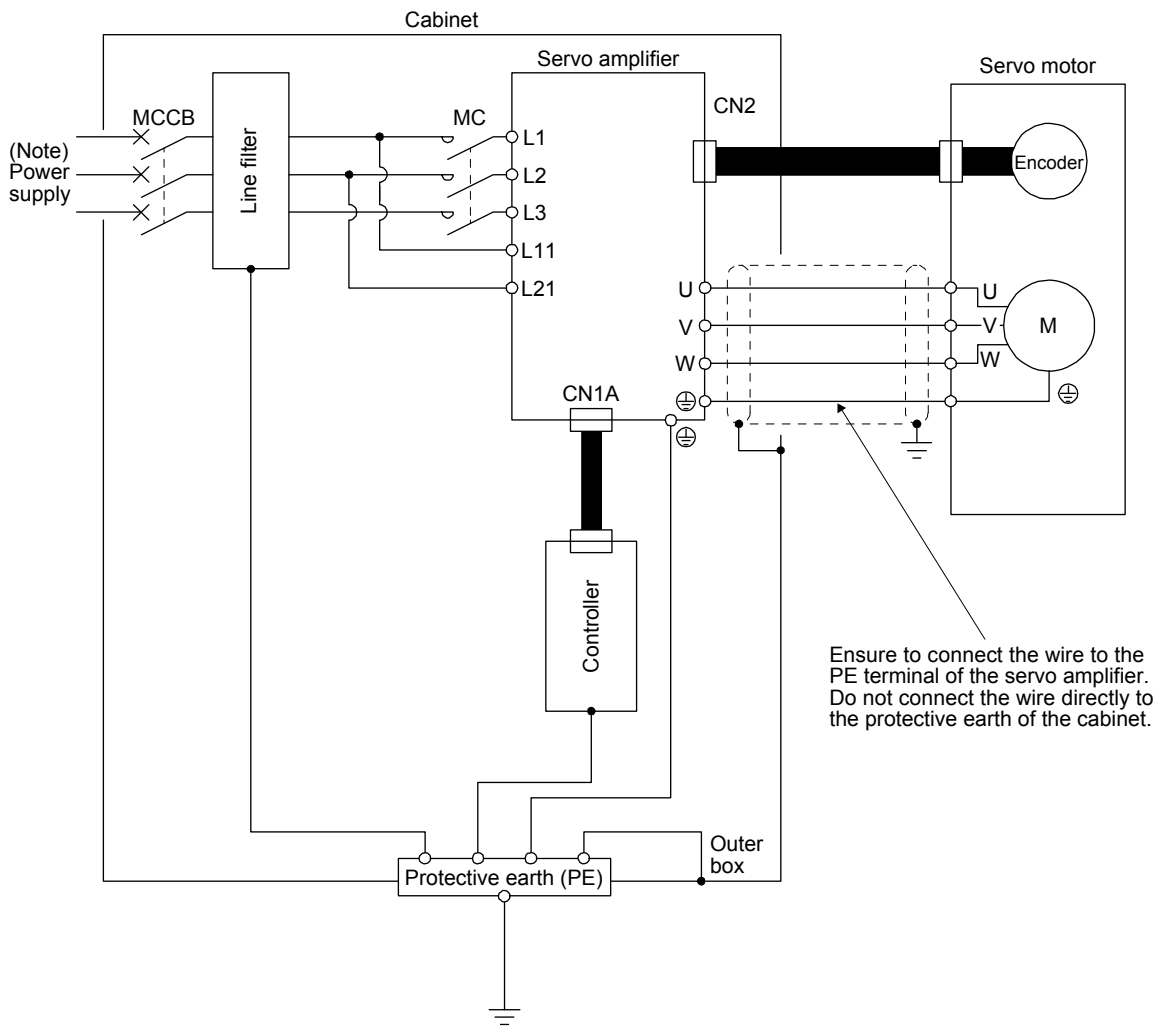 Cabinet
Servo amplifier
Servo motor
MCCB
MC
CN2
(Note)
Power
supply
Line filter
L1
L2
L3
L11
L21
Encoder
U
V
W
U
V
W
M
CN1A
Controller
Ensure to connect the wire to the
PE terminal of the servo amplifier.
Do not connect the wire directly to
the protective earth of the cabinet.
Outer
box
Protective earth (PE)